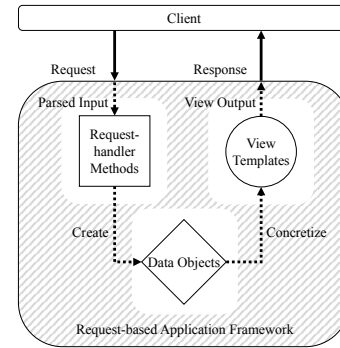 Client
Request
Response
Parsed Input
View Output
Request-
handler
Methods
View
Templates
Create
Concretize
Data Objects
Request-based Application Framework